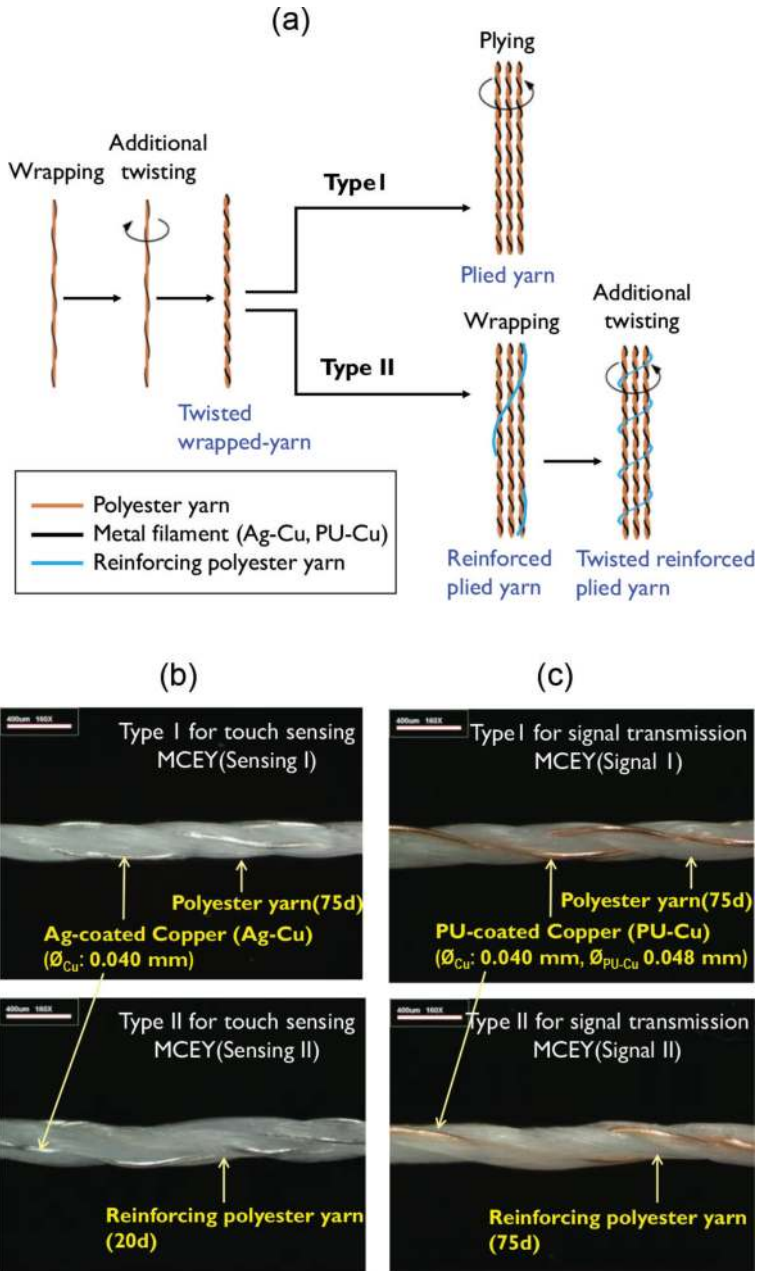 (a)
Plying
Additional
twisting
Wrapping
Type I
Plied yarn
Additional
twisting
Wrapping
Type II
Twisted
wrapped-yarn
Polyester yarn
Metal filament (Ag-Cu, PU-Cu)
Reinforcing polyester yarn
Reinforced
plied yarn
Twisted reinforced
plied yarn
(b)
400um 160X
Type I for touch sensing
MCEY(Sensing I)
Polyester yarn(75d)
Ag-coated Copper (Ag-Cu)
(Ø_Cu: 0.040 mm)
400um 160X
Type II for touch sensing
MCEY(Sensing II)
Reinforcing polyester yarn
(20d)
(c)
400um 160X
Type I for signal transmission
MCEY(Signal I)
Polyester yarn(75d)
PU-coated Copper (PU-Cu)
(Ø_Cu: 0.040 mm, Ø_PU-Cu 0.048 mm)
400um 160X
Type II for signal transmission
MCEY(Signal II)
Reinforcing polyester yarn
(75d)